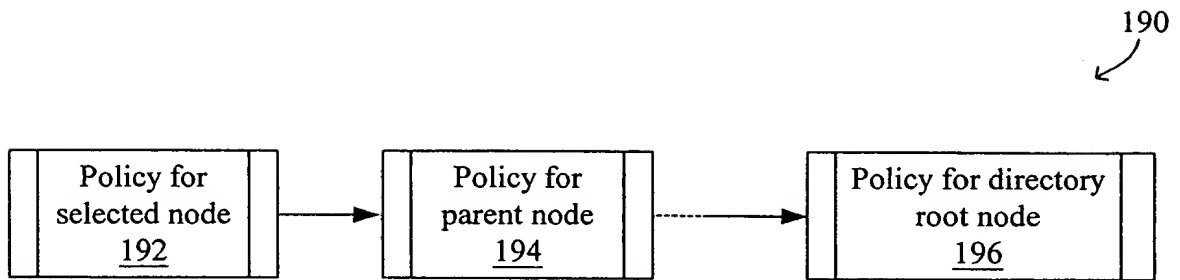 190
Policy for
selected node
192
Policy for
parent node
194
Policy for directory
root node
196